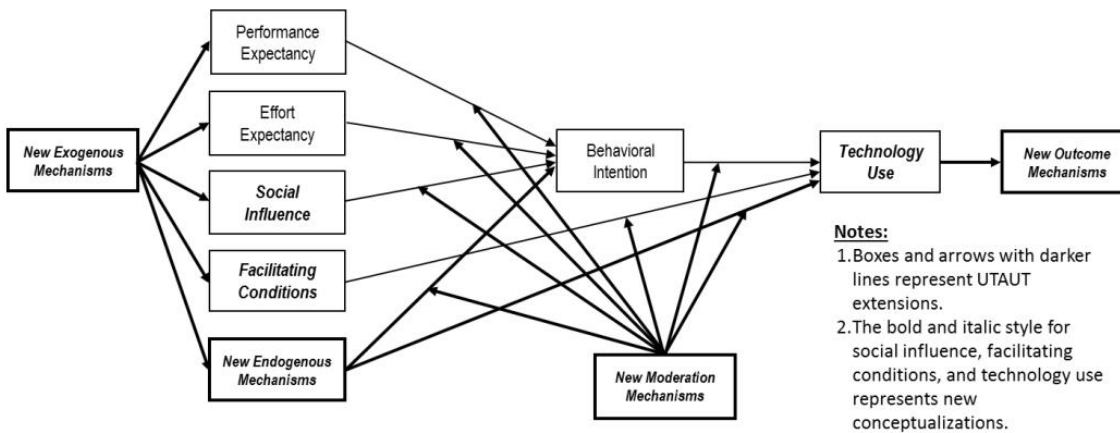 Performance
Expectancy
Effort
Expectancy
New Exogenous
Mechanisms
Social
Influence
Facilitating
Conditions
New Endogenous
Mechanisms
Behavioral
Intention
New Moderation
Mechanisms
Technology
Use
New Outcome
Mechanisms
Notes:
1.Boxes and arrows with darker
lines represent UTAUT
extensions.
2.The bold and italic style for
social influence, facilitating
conditions, and technology use
represents new
conceptualizations.